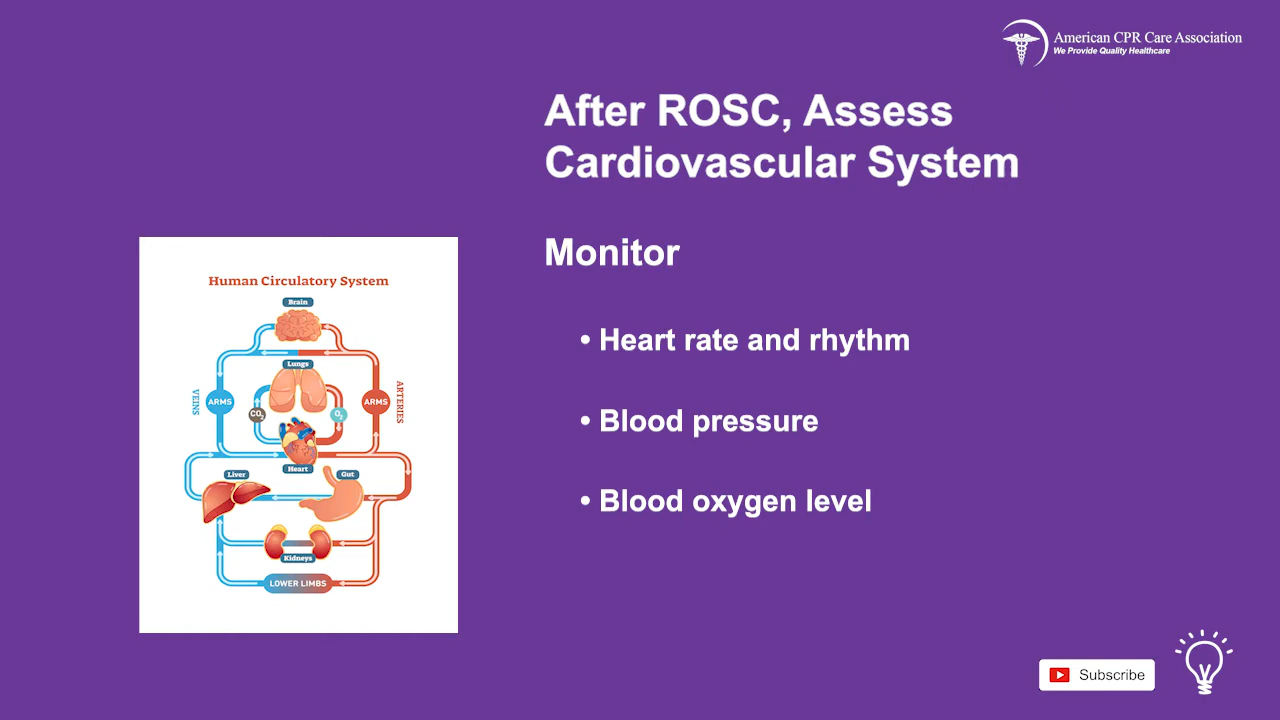 American CPR Care Association
We Provide Quality Healthcare
After ROSC, Assess
Cardiovascular System
Monitor
• Heart rate and rhythm
• Blood pressure
• Blood oxygen level
Human Circulatory System
Brain
Lungs
VEINS
ARMS
ARMS
ARTERIES
CO2
O2
Heart
Liver
Gut
Kidneys
LOWER LIMBS
Subscribe